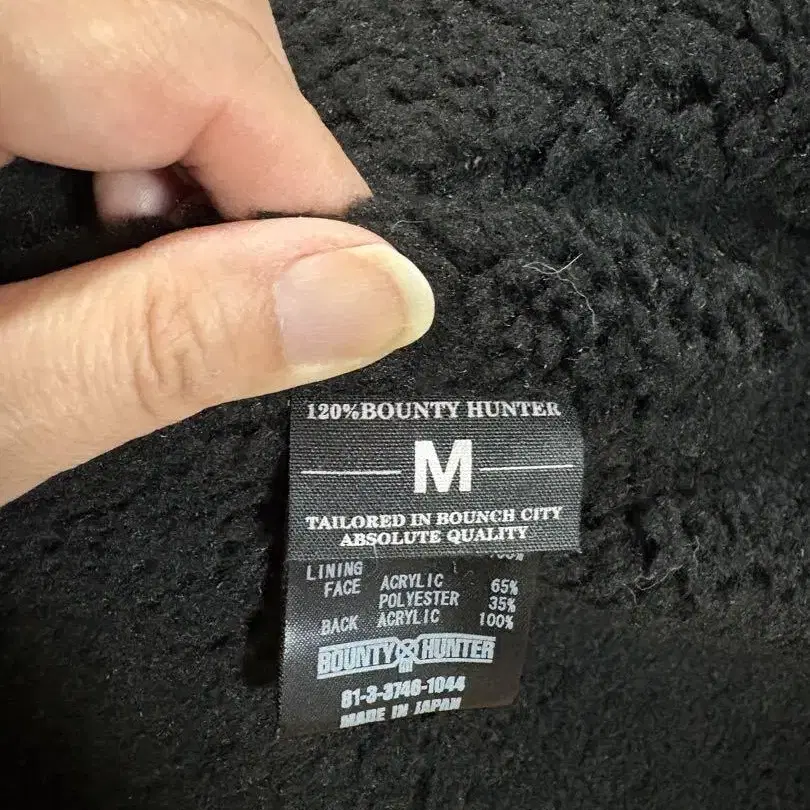 120%BOUNTY HUNTER
M
TAILORED IN BOUNCH CITY
ABSOLUTE QUALITY
LINING
FACE ACRYLIC 65%
POLYESTER 35%
BACK ACRYLIC 100%
BOUNTY HUNTER
81-3-3746-1044
MADE IN JAPAN